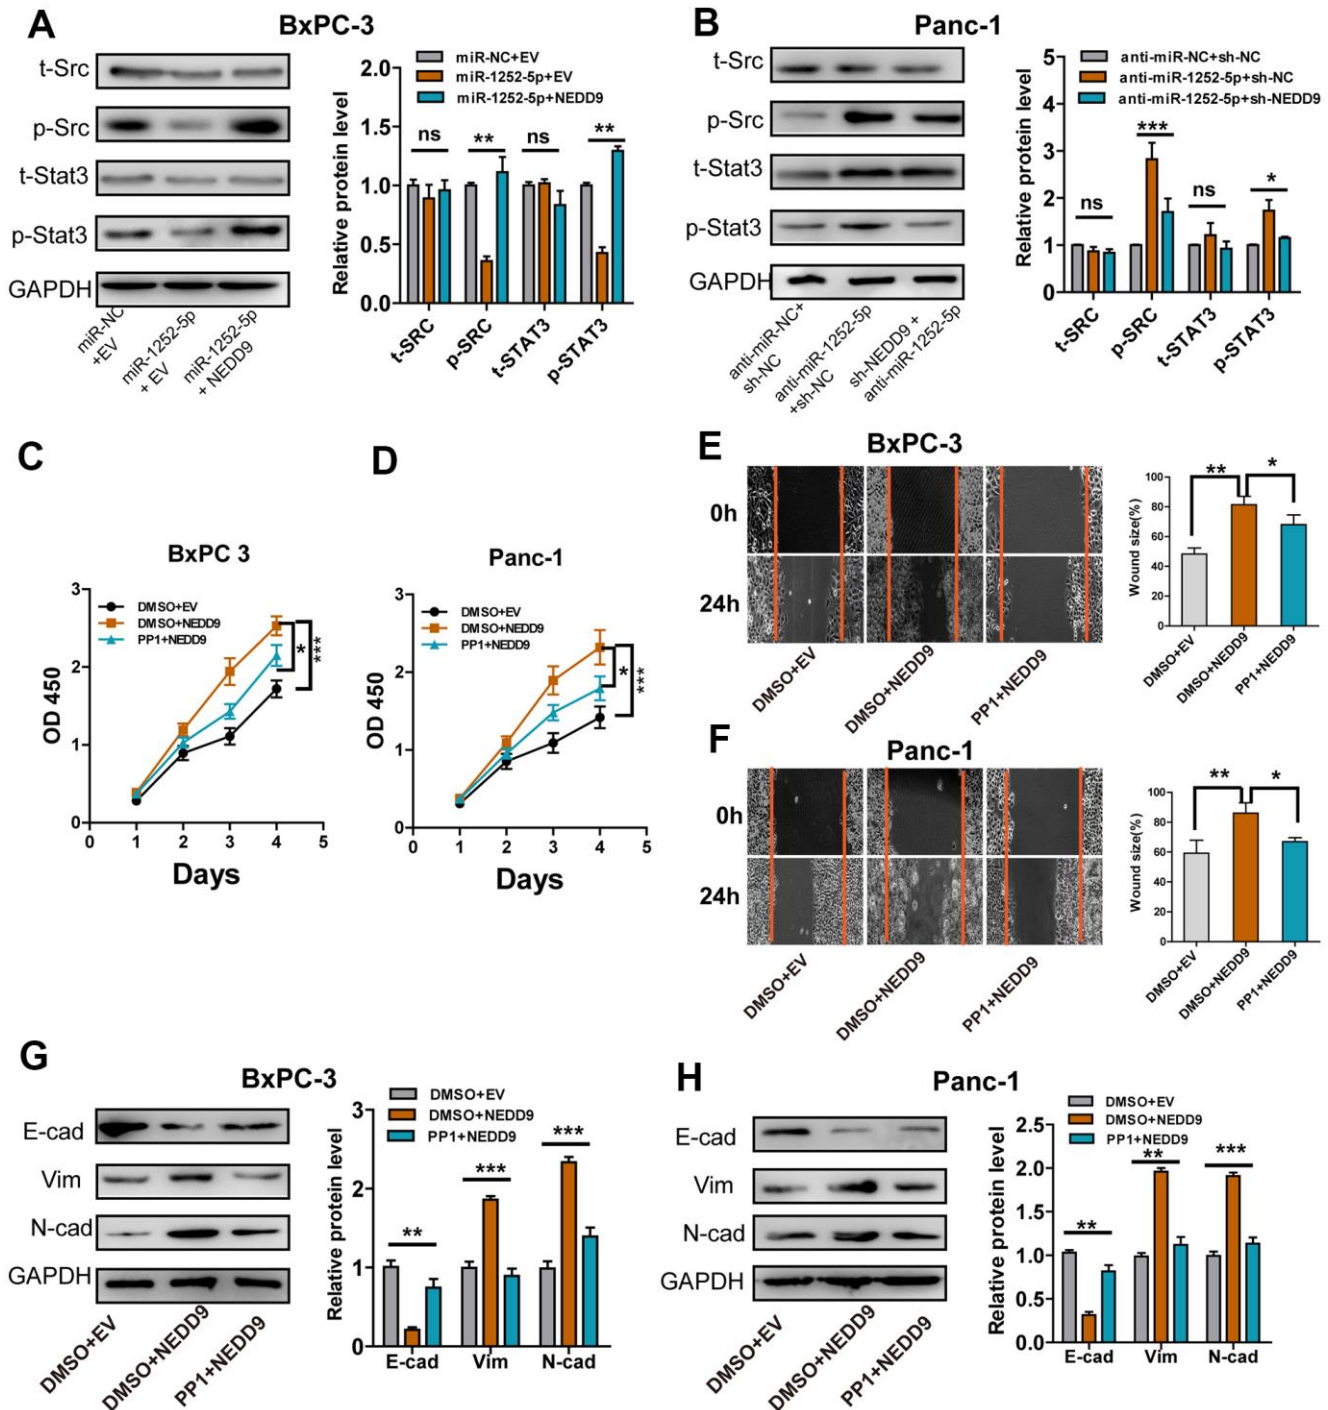 A
BxPC-3
t-Src
p-Src
t-Stat3
p-Stat3
GAPDH
miR-NC
+EV
miR-1252-5p
+ EV
miR-1252-5p
+ NEDD9
miR-NC+EV
miR-1252-5p+EV
miR-1252-5p+NEDD9
Relative protein level
2.0
1.5
1.0
0.5
0.0
ns
**
ns
**
t-SRC
p-SRC
t-STAT3
p-STAT3
B
Panc-1
t-Src
p-Src
t-Stat3
p-Stat3
GAPDH
anti-miR-NC+
sh-NC
anti-miR-1252-5p
+sh-NC
sh-NEDD9 +
anti-miR-1252-5p
anti-miR-NC+sh-NC
anti-miR-1252-5p+sh-NC
anti-miR-1252-5p+sh-NEDD9
Relative protein level
5
4
3
2
1
0
ns
***
ns
*
t-SRC
p-SRC
t-STAT3
p-STAT3
C
BxPC 3
DMSO+EV
DMSO+NEDD9
PP1+NEDD9
OD 450
3
2
1
0
*
***
0 1 2 3 4 5
Days
D
Panc-1
DMSO+EV
DMSO+NEDD9
PP1+NEDD9
OD 450
3
2
1
0
*
***
0 1 2 3 4 5
Days
E
BxPC-3
0h
24h
DMSO+EV
DMSO+NEDD9
PP1+NEDD9
Wound size(%)
100
80
60
40
20
0
**
*
DMSO+EV
DMSO+NEDD9
PP1+NEDD9
F
Panc-1
0h
24h
DMSO+EV
DMSO+NEDD9
PP1+NEDD9
Wound size(%)
100
80
60
40
20
0
**
*
DMSO+EV
DMSO+NEDD9
PP1+NEDD9
G
BxPC-3
E-cad
Vim
N-cad
GAPDH
DMSO+EV
DMSO+NEDD9
PP1+NEDD9
DMSO+EV
DMSO+NEDD9
PP1+NEDD9
Relative protein level
3
2
1
0
**
***
***
E-cad
Vim
N-cad
H
Panc-1
E-cad
Vim
N-cad
GAPDH
DMSO+EV
DMSO+NEDD9
PP1+NEDD9
DMSO+EV
DMSO+NEDD9
PP1+NEDD9
Relative protein level
2.5
2.0
1.5
1.0
0.5
0.0
**
**
***
E-cad
Vim
N-cad